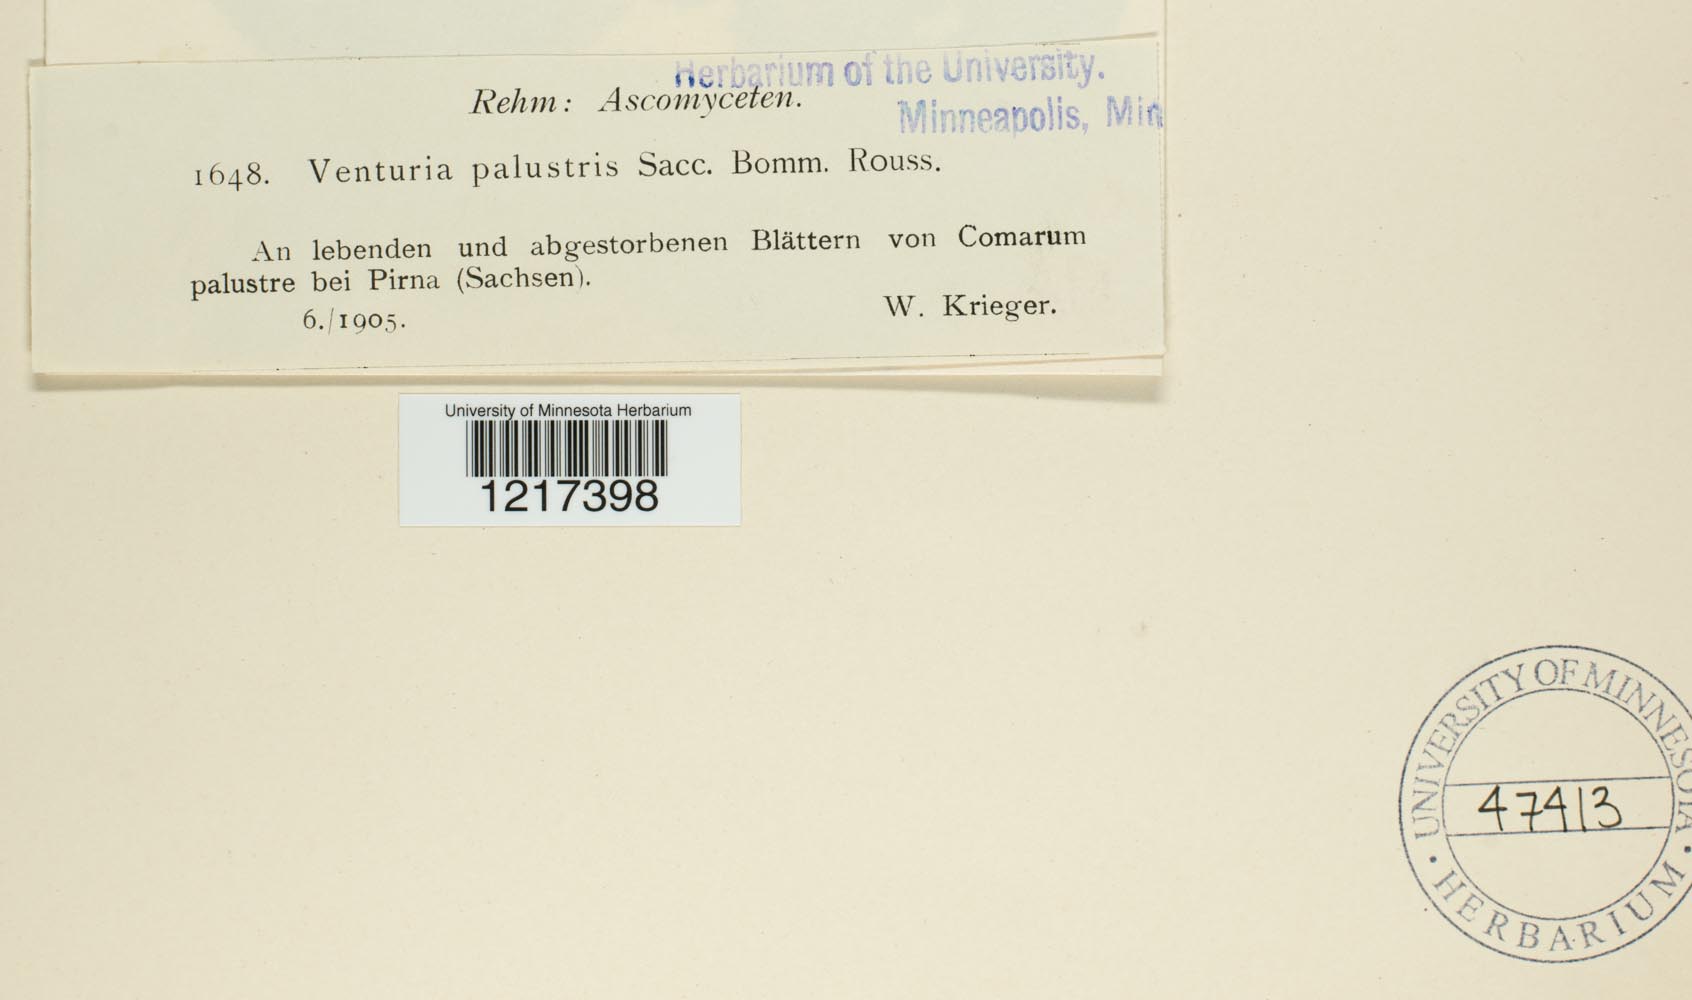 Herbarium of the University.
Minneapolis, Min
Rehm: Ascomyceten.
1648. Venturia palustris Sacc. Bomm. Rouss.
An lebenden und abgestorbenen Blättern von Comarum
palustre bei Pirna (Sachsen).
6./1905.
W. Krieger.
University of Minnesota Herbarium
1217398
UNIVERSITY OF MINNESOTA
47413
HERBARIUM